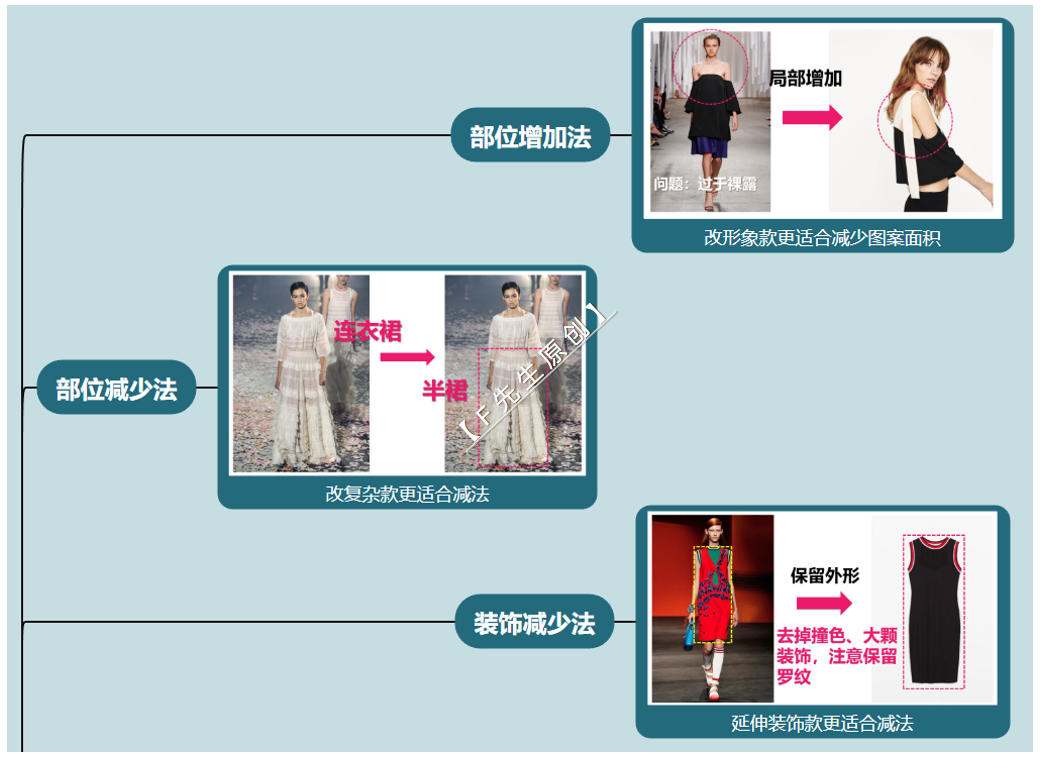 部位增加法
局部增加
问题：过于裸露
改形象款更适合减少图案面积
部位减少法
连衣裙
半裙
【F先生原创】
改复杂款更适合减法
装饰减少法
保留外形
去掉撞色、大颗
装饰，注意保留
罗纹
延伸装饰款更适合减法